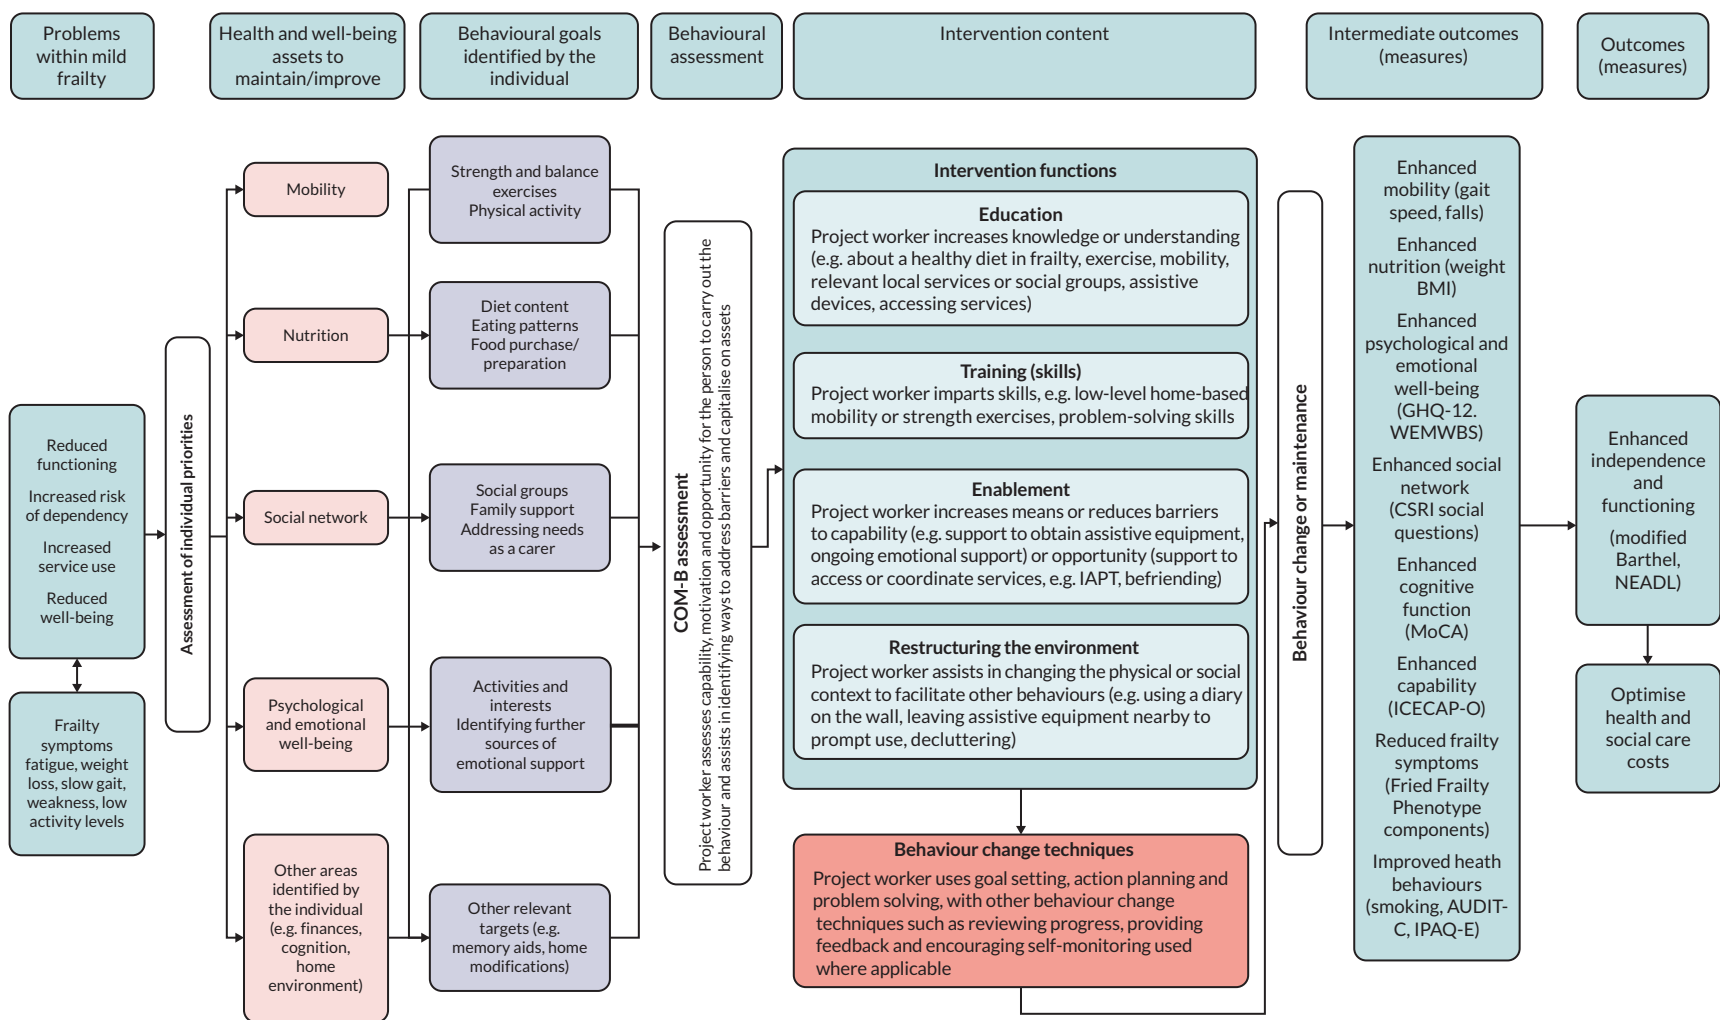 Problems
within mild
frailty
Health and well-being
assets to
maintain/improve
Behavioural goals
identified by the
individual
Behavioural
assessment
Intervention content
Intermediate outcomes
(measures)
Outcomes
(measures)
Reduced
functioning
Increased risk
of dependency
Increased
service use
Reduced
well-being
Frailty
symptoms
fatigue, weight
loss, slow gait,
weakness, low
activity levels
Assessment of individual priorities
Mobility
Nutrition
Social network
Psychological
and emotional
well-being
Other areas
identified by
the individual
(e.g. finances,
cognition,
home
environment)
Strength and balance
exercises
Physical activity
Diet content
Eating patterns
Food purchase/
preparation
Social groups
Family support
Addressing needs
as a carer
Activities and
interests
Identifying further
sources of
emotional support
Other relevant
targets (e.g.
memory aids, home
modifications)
COM-B assessment
Project worker assesses capability, motivation and opportunity for the person to carry out the
behaviour and assists in identifying ways to address barriers and capitalise on assets
Intervention functions
Education
Project worker increases knowledge or understanding
(e.g. about a healthy diet in frailty, exercise, mobility,
relevant local services or social groups, assistive
devices, accessing services)
Training (skills)
Project worker imparts skills, e.g. low-level home-based
mobility or strength exercises, problem-solving skills
Enablement
Project worker increases means or reduces barriers
to capability (e.g. support to obtain assistive equipment,
ongoing emotional support) or opportunity (support to
access or coordinate services, e.g. IAPT, befriending)
Restructuring the environment
Project worker assists in changing the physical or social
context to facilitate other behaviours (e.g. using a diary
on the wall, leaving assistive equipment nearby to
prompt use, decluttering)
Behaviour change techniques
Project worker uses goal setting, action planning and
problem solving, with other behaviour change
techniques such as reviewing progress, providing
feedback and encouraging self-monitoring used
where applicable
Behaviour change or maintenance
Enhanced
mobility (gait
speed, falls)
Enhanced
nutrition (weight
BMI)
Enhanced
psychological and
emotional
well-being
(GHQ-12.
WEMWBS)
Enhanced social
network
(CSRI social
questions)
Enhanced
cognitive
function
(MoCA)
Enhanced
capability
(ICECAP-O)
Reduced frailty
symptoms
(Fried Frailty
Phenotype
components)
Improved heath
behaviours
(smoking, AUDIT-
C, IPAQ-E)
Enhanced
independence
and
functioning
(modified
Barthel,
NEADL)
Optimise
health and
social care
costs